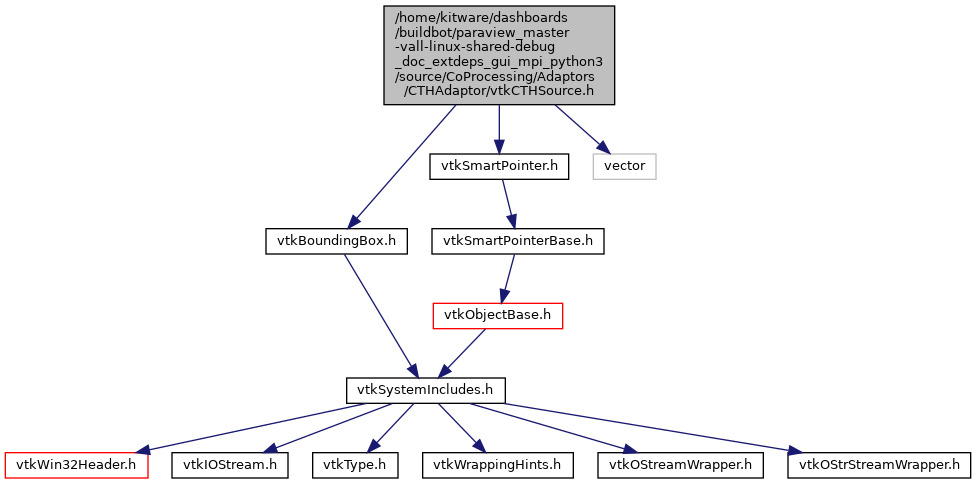 /home/kitware/dashboards
/buildbot/paraview_master
-vall-linux-shared-debug
_doc_extdeps_gui_mpi_python3
/source/CoProcessing/Adaptors
/CTHAdaptor/vtkCTHSource.h
vtkSmartPointer.h
vector
vtkBoundingBox.h
vtkSmartPointerBase.h
vtkObjectBase.h
vtkSystemIncludes.h
vtkWin32Header.h
vtkIOStream.h
vtkType.h
vtkWrappingHints.h
vtkOStreamWrapper.h
vtkOStrStreamWrapper.h